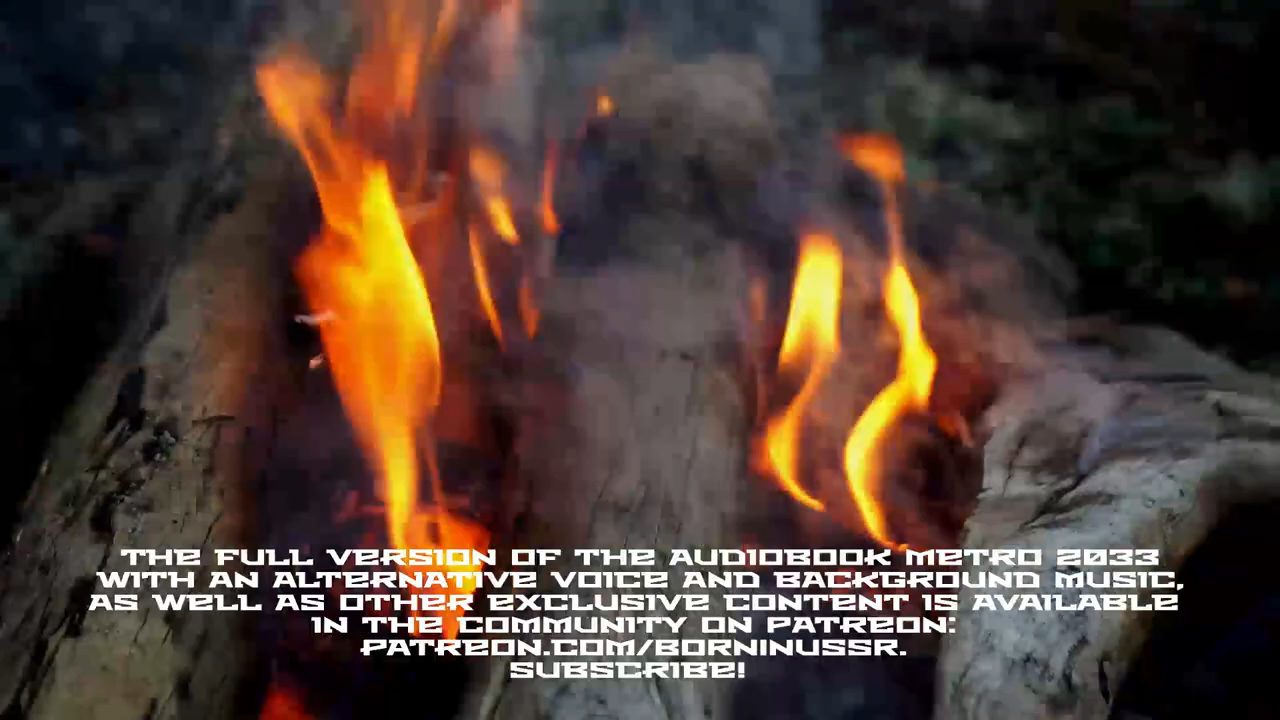 THE FULL VERSION OF THE AUDIOBOOK METRO 2033
WITH AN ALTERNATIVE VOICE AND BACKGROUND MUSIC,
AS WELL AS OTHER EXCLUSIVE CONTENT IS AVAILABLE
IN THE COMMUNITY ON PATREON:
PATREON.COM/BORNINUSSR.
SUBSCRIBE!